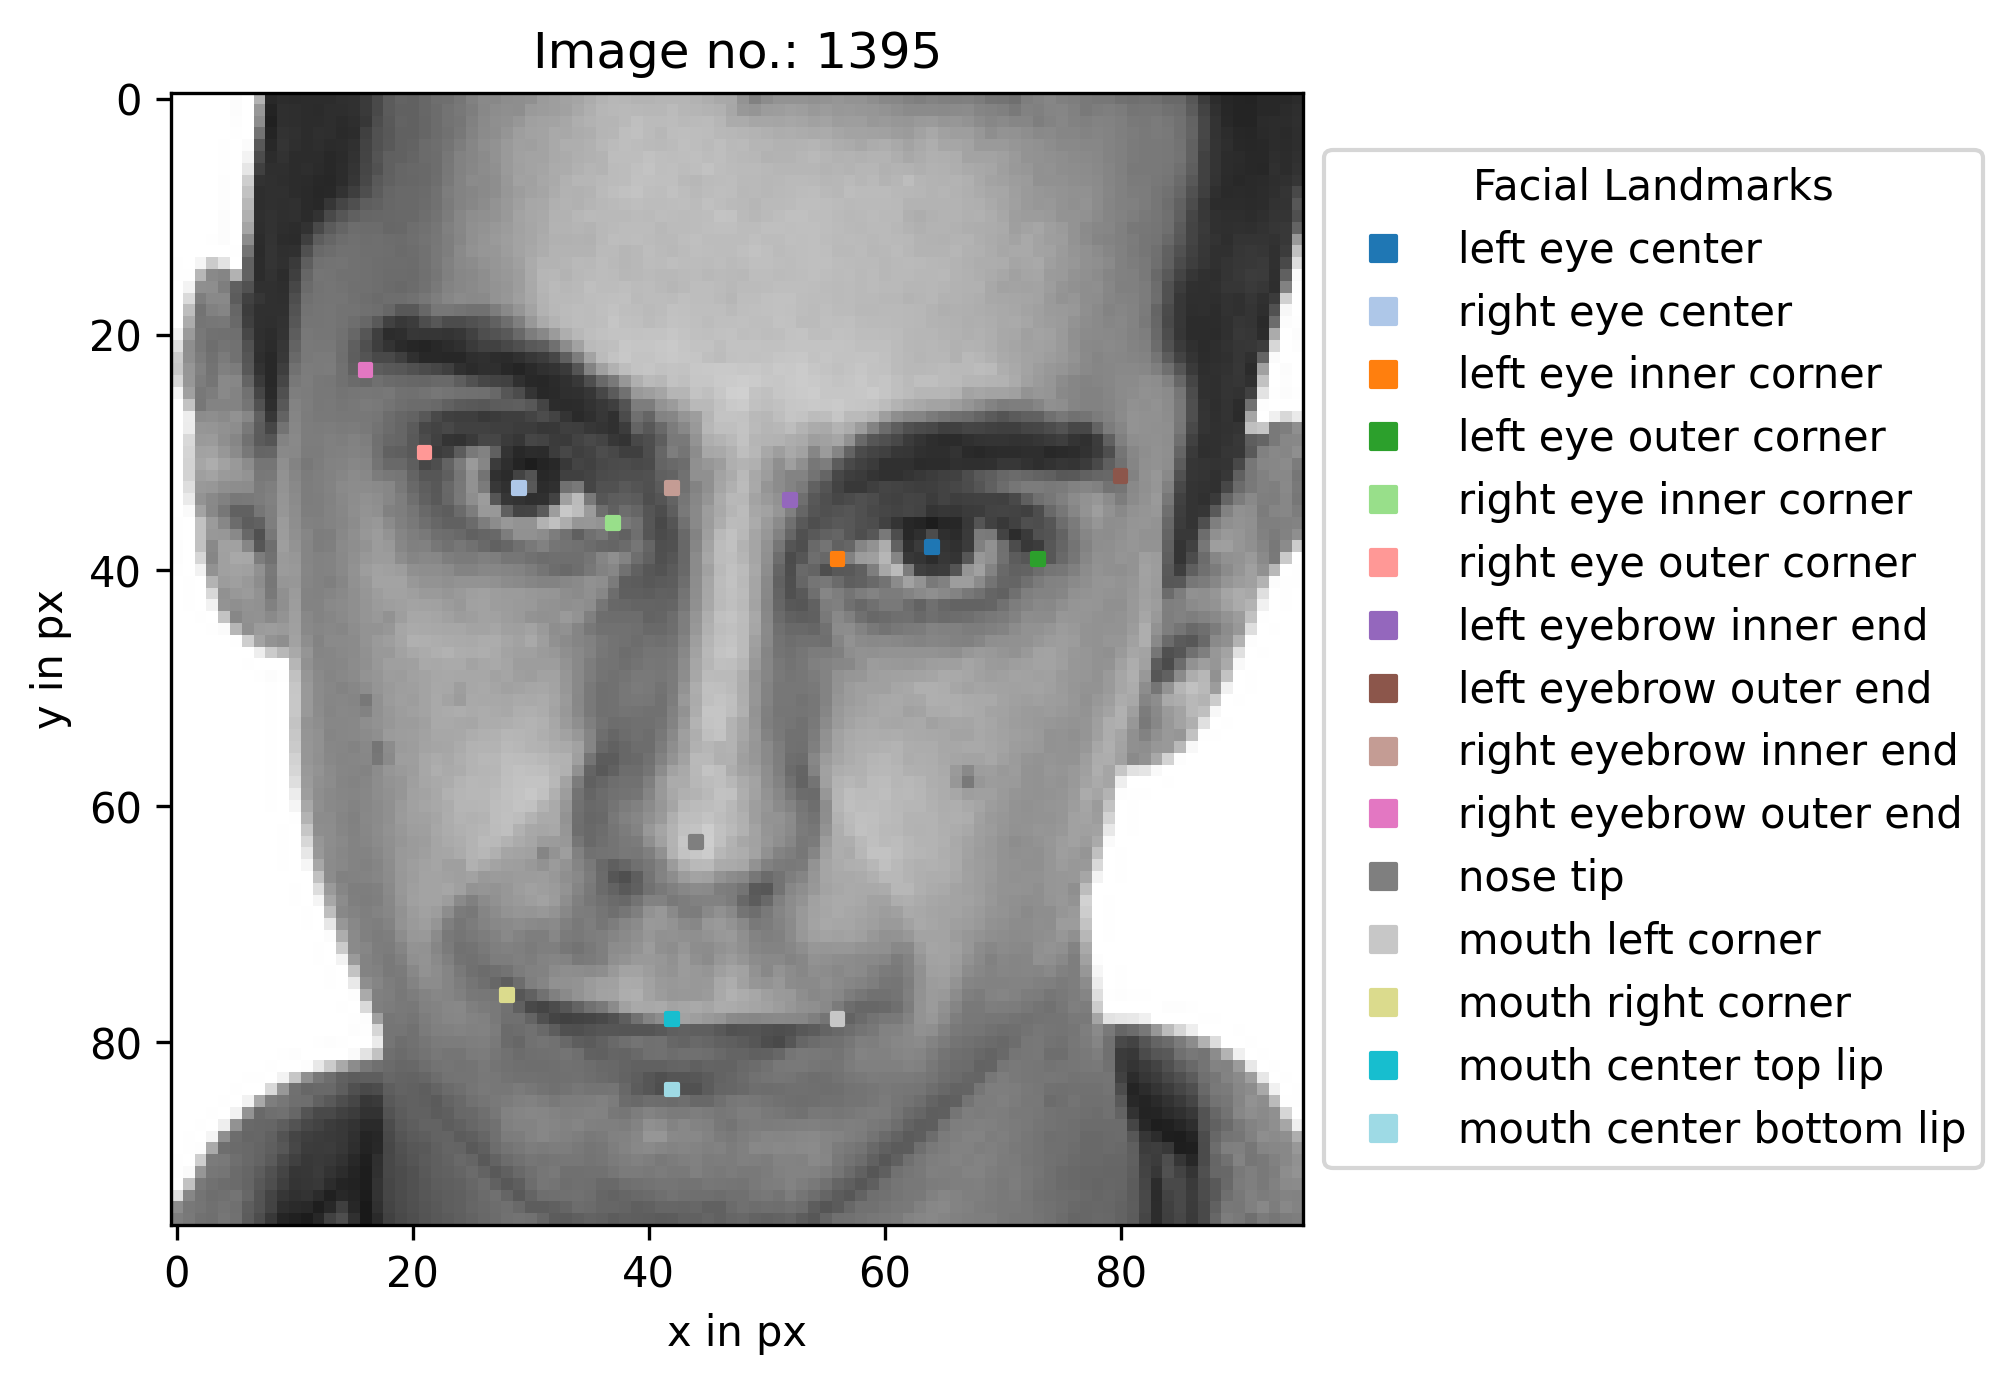 Image no.: 1395
0
20
40
60
80
y in px
0 20 40 60 80
x in px
Facial Landmarks
left eye center
right eye center
left eye inner corner
left eye outer corner
right eye inner corner
right eye outer corner
left eyebrow inner end
left eyebrow outer end
right eyebrow inner end
right eyebrow outer end
nose tip
mouth left corner
mouth right corner
mouth center top lip
mouth center bottom lip